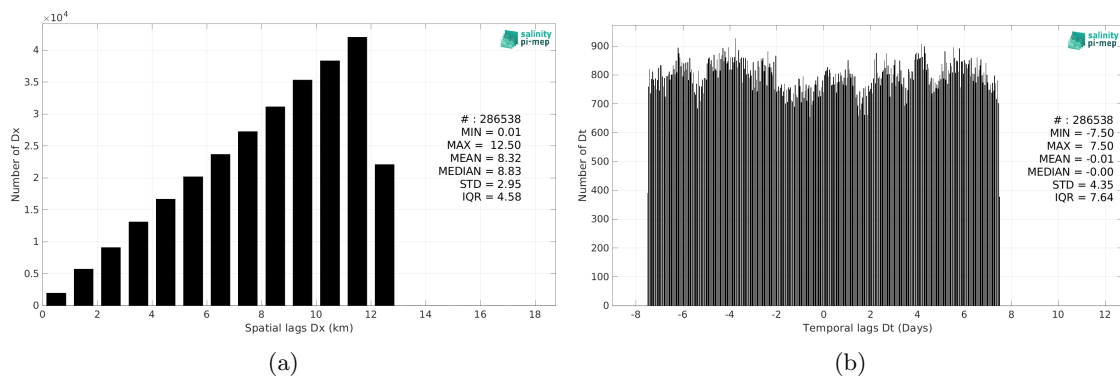 ×10⁴
4
3.5
3
2.5
2
1.5
1
0.5
0
Number of Dx
0 2 4 6 8 10 12 14 16 18
Spatial lags Dx (km)
salinity
pi-mep
# : 286538
MIN = 0.01
MAX = 12.50
MEAN = 8.32
MEDIAN = 8.83
STD = 2.95
IQR = 4.58
(a)
900
800
700
600
500
400
300
200
100
0
Number of Dt
-8 -6 -4 -2 0 2 4 6 8 10 12
Temporal lags Dt (Days)
salinity
pi-mep
# : 286538
MIN = -7.50
MAX = 7.50
MEAN = -0.01
MEDIAN = -0.00
STD = 4.35
IQR = 7.64
(b)